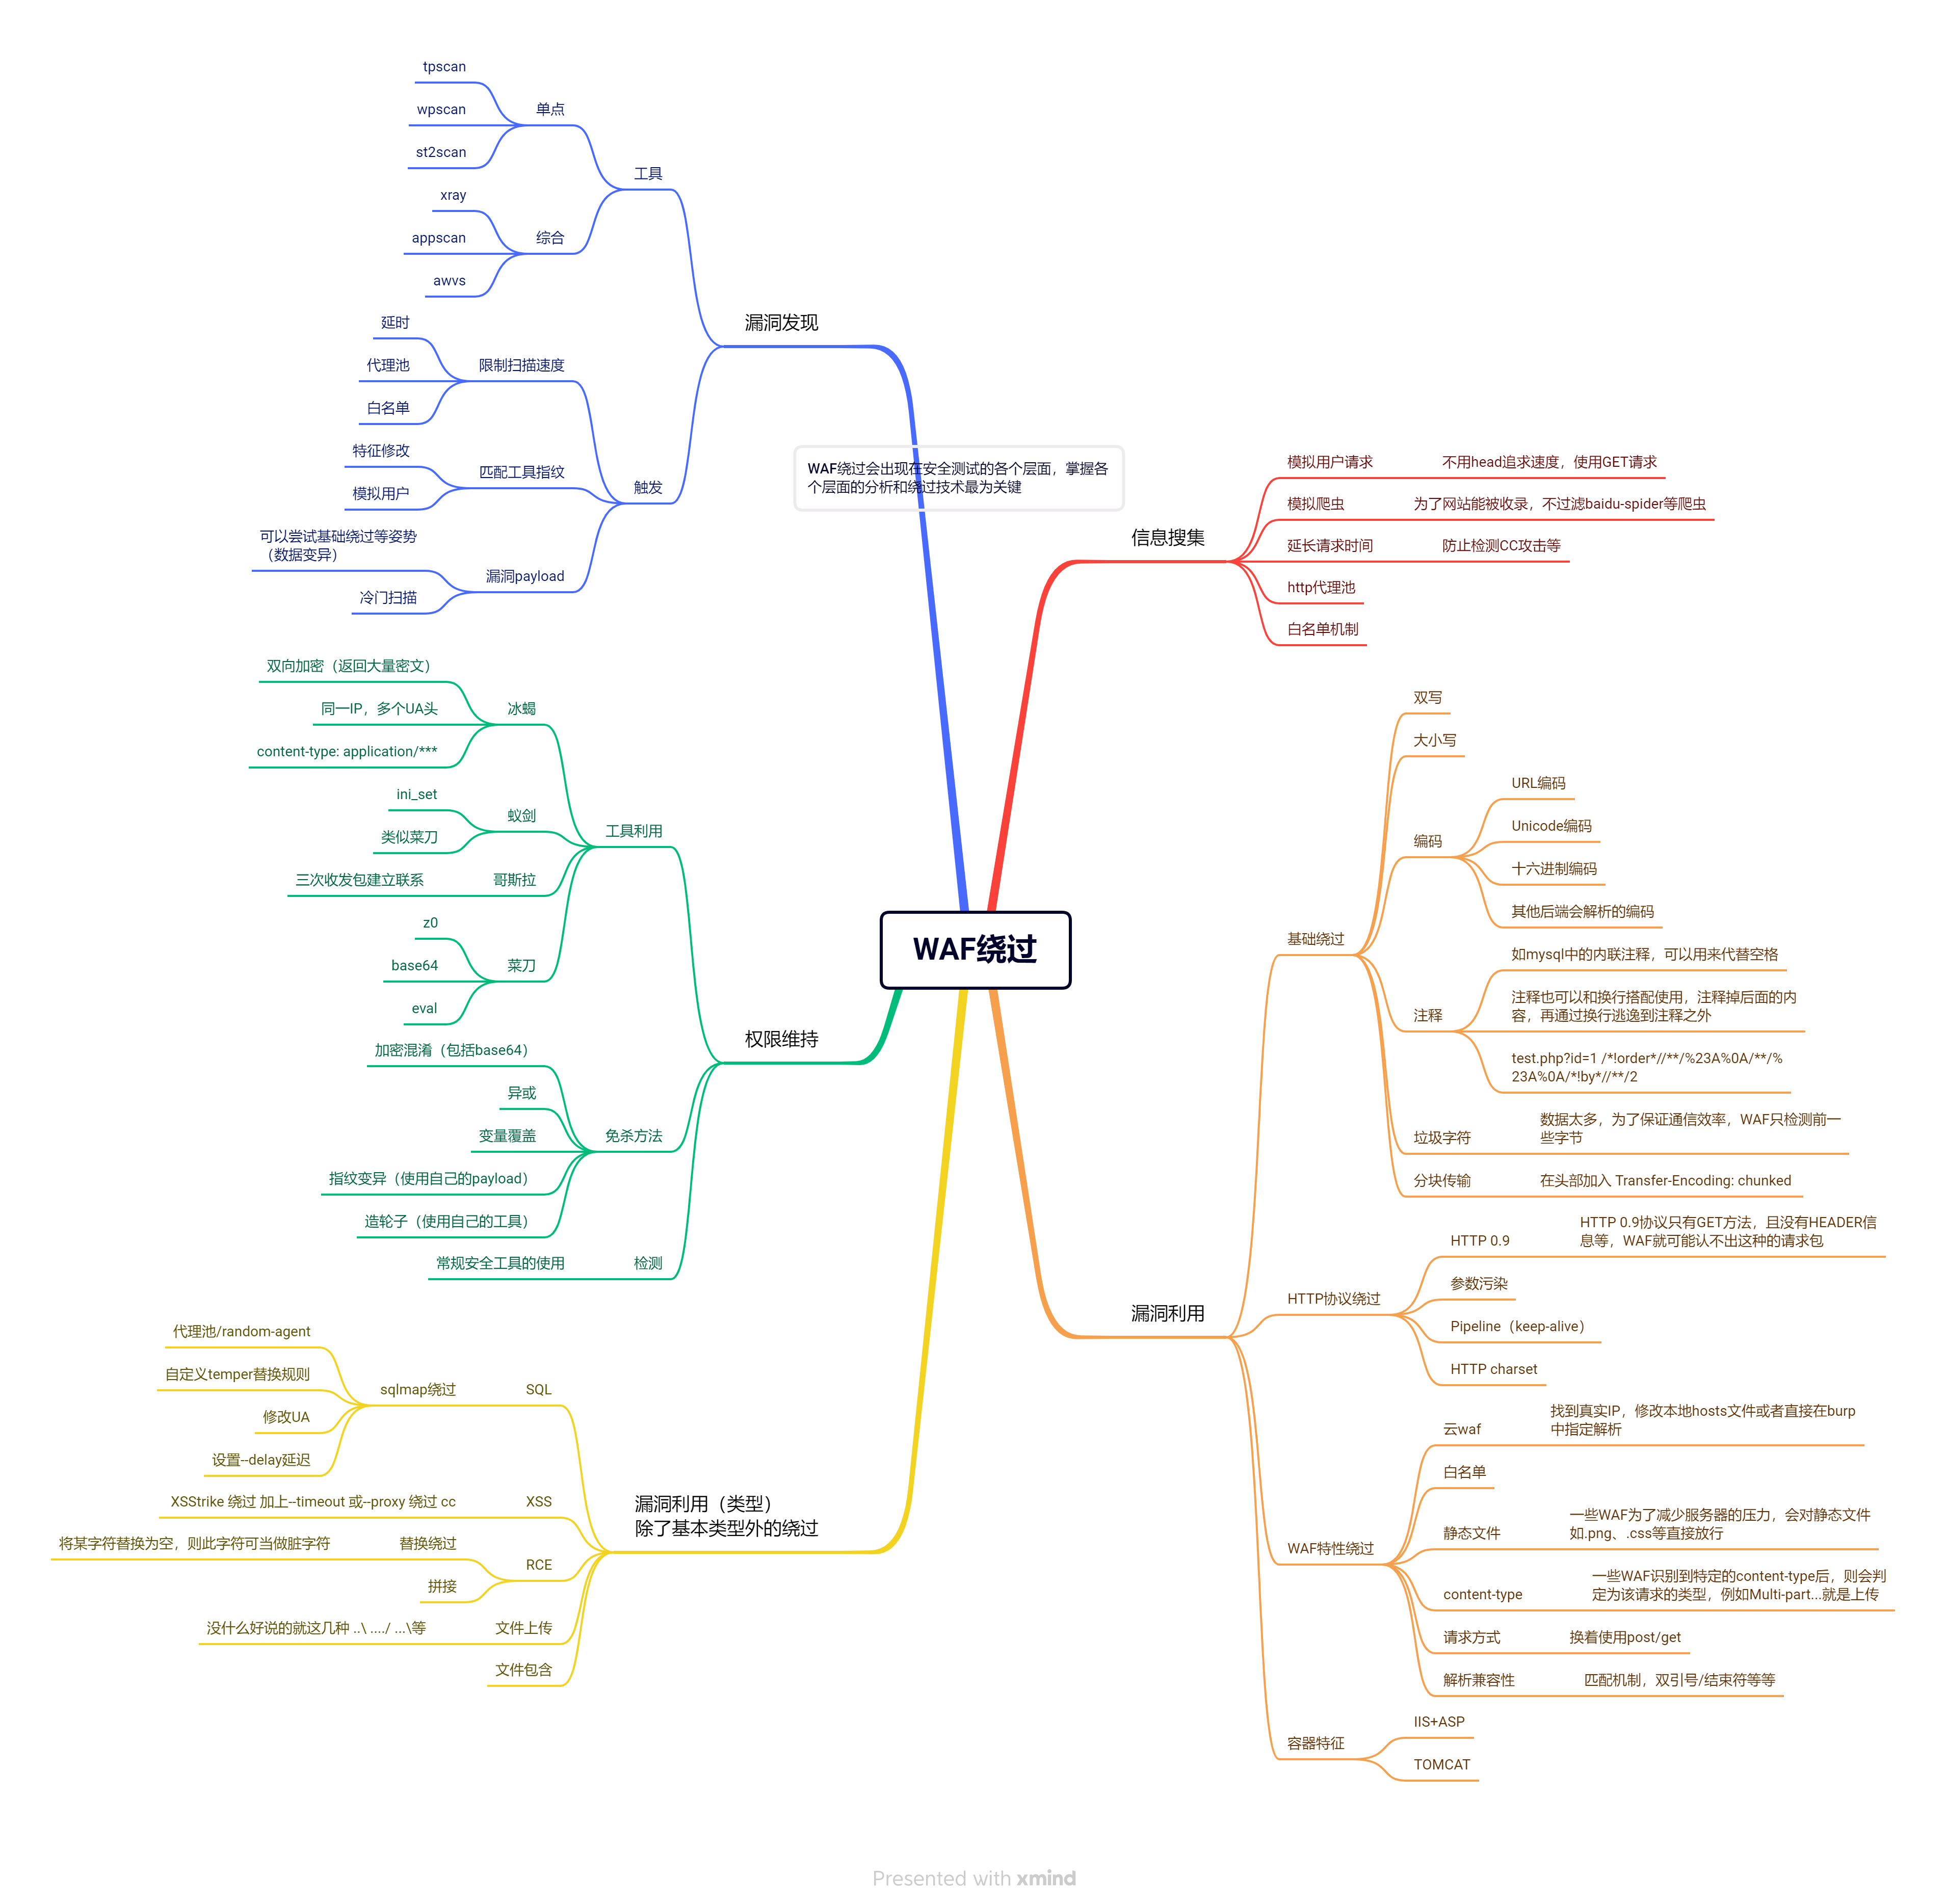 WAF绕过
WAF绕过会出现在安全测试的各个层面，掌握各
个层面的分析和绕过技术最为关键
信息搜集
模拟用户请求
不用head追求速度，使用GET请求
模拟爬虫
为了网站能被收录，不过滤baidu-spider等爬虫
延长请求时间
防止检测CC攻击等
http代理池
白名单机制
漏洞利用
基础绕过
双写
大小写
编码
URL编码
Unicode编码
十六进制编码
其他后端会解析的编码
注释
如mysql中的内联注释，可以用来代替空格
注释也可以和换行搭配使用，注释掉后面的内
容，再通过换行逃逸到注释之外
test.php?id=1 /*!order*//**/%23A%0A/**/%
23A%0A/*!by*//**/2
垃圾字符
数据太多，为了保证通信效率，WAF只检测前一
些字节
分块传输
在头部加入 Transfer-Encoding: chunked
HTTP协议绕过
HTTP 0.9
HTTP 0.9协议只有GET方法，且没有HEADER信
息等，WAF就可能认不出这种的请求包
参数污染
Pipeline（keep-alive）
HTTP charset
WAF特性绕过
云waf
找到真实IP，修改本地hosts文件或者直接在burp
中指定解析
白名单
静态文件
一些WAF为了减少服务器的压力，会对静态文件
如.png、.css等直接放行
content-type
一些WAF识别到特定的content-type后，则会判
定为该请求的类型，例如Multi-part...就是上传
请求方式
换着使用post/get
解析兼容性
匹配机制，双引号/结束符等等
容器特征
IIS+ASP
TOMCAT
漏洞发现
工具
单点
tpscan
wpscan
st2scan
综合
xray
appscan
awvs
触发
限制扫描速度
延时
代理池
白名单
匹配工具指纹
特征修改
模拟用户
漏洞payload
可以尝试基础绕过等姿势
（数据变异）
冷门扫描
权限维持
工具利用
冰蝎
双向加密（返回大量密文）
同一IP，多个UA头
content-type: application/***
蚁剑
ini_set
类似菜刀
哥斯拉
三次收发包建立联系
菜刀
z0
base64
eval
免杀方法
加密混淆（包括base64）
异或
变量覆盖
指纹变异（使用自己的payload）
造轮子（使用自己的工具）
检测
常规安全工具的使用
漏洞利用（类型）
除了基本类型外的绕过
SQL
sqlmap绕过
代理池/random-agent
自定义temper替换规则
修改UA
设置--delay延迟
XSS
XSStrike 绕过 加上--timeout 或--proxy 绕过 cc
RCE
替换绕过
将某字符替换为空，则此字符可当做脏字符
拼接
文件上传
没什么好说的就这几种 ..\ ..../ ...\等
文件包含
Presented with xmind